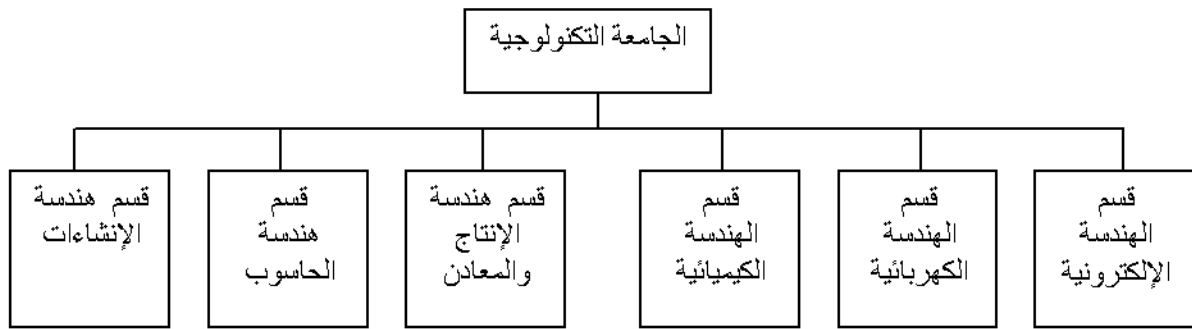 الجامعة التكنولوجية
قسم
الهندسة
الإلكترونية
قسم
الهندسة
الكهربائية
قسم
الهندسة
الكيميائية
قسم هندسة
الإنتاج
والمعادن
قسم
هندسة
الحاسوب
قسم هندسة
الإنشاءات